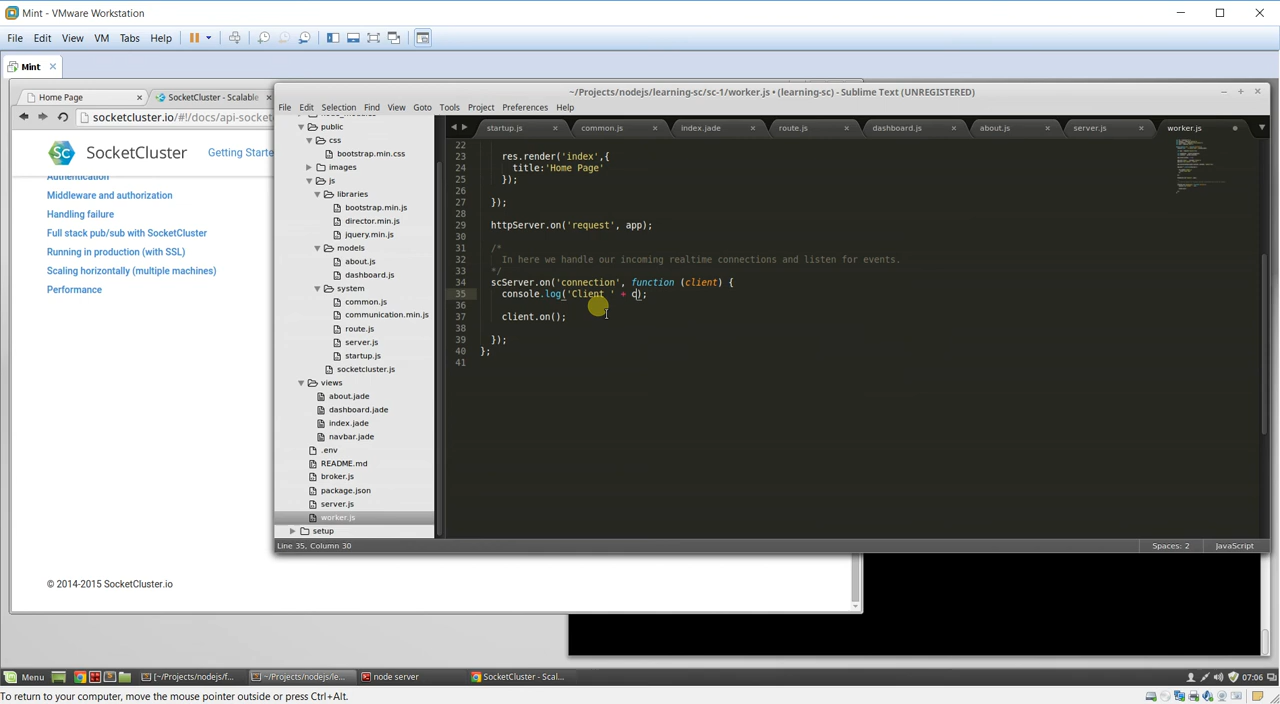 Mint - VMware Workstation
File Edit View VM Tabs Help
Mint
Home Page
SocketCluster - Scalable
socketcluster.io/#!/docs/api-socket
SocketCluster
Getting Starte
Authentication
Middleware and authorization
Handling failure
Full stack pub/sub with SocketCluster
Running in production (with SSL)
Scaling horizontally (multiple machines)
Performance
© 2014-2015 SocketCluster.io
~/Projects/nodejs/learning-sc/sc-1/worker.js • (learning-sc) - Sublime Text (UNREGISTERED)
File Edit Selection Find View Goto Tools Project Preferences Help
node_modules
public
css
bootstrap.min.css
images
js
libraries
bootstrap.min.js
director.min.js
jquery.min.js
models
about.js
dashboard.js
system
common.js
communication.min.js
route.js
server.js
startup.js
socketcluster.js
views
about.jade
dashboard.jade
index.jade
navbar.jade
.env
README.md
broker.js
package.json
server.js
worker.js
setup
startup.js common.js index.jade route.js dashboard.js about.js server.js worker.js
22
23 res.render('index',{
24 title:'Home Page'
25 });
26
27 });
28
29 httpServer.on('request', app);
30
31 /*
32 In here we handle our incoming realtime connections and listen for events.
33 */
34 scServer.on('connection', function (client) {
35 console.log('Client ' + c);
36
37 client.on();
38
39 });
40 };
41
Line 35, Column 30
Spaces: 2
JavaScript
Menu
[~/Projects/nodejs/f...
~/Projects/nodejs/le...
node server
SocketCluster - Scal...
07:06
To return to your computer, move the mouse pointer outside or press Ctrl+Alt.